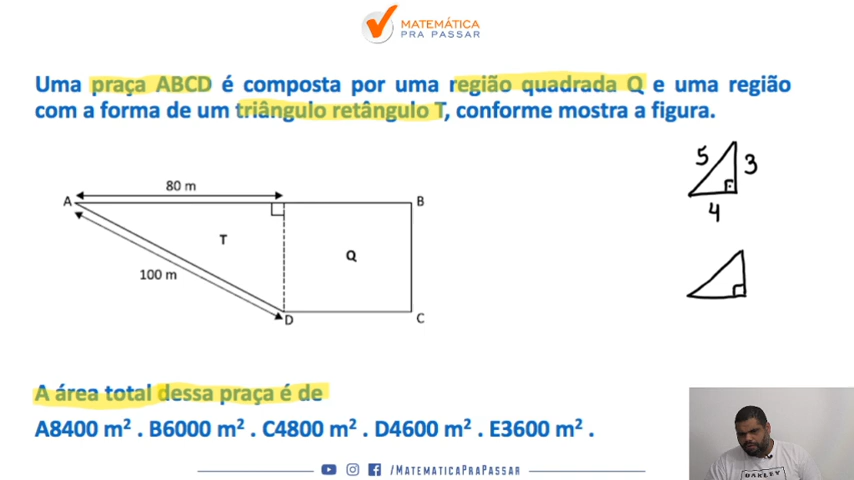 MATEMÁTICA
PRA PASSAR
Uma praça ABCD é composta por uma região quadrada Q e uma região
com a forma de um triângulo retângulo T, conforme mostra a figura.
5
3
4
80 m
A
B
T
Q
100 m
D
C
A área total dessa praça é de
A8400 m² . B6000 m² . C4800 m² . D4600 m² . E3600 m² .
/MATEMATICAPRAPASSAR
OAKLEY